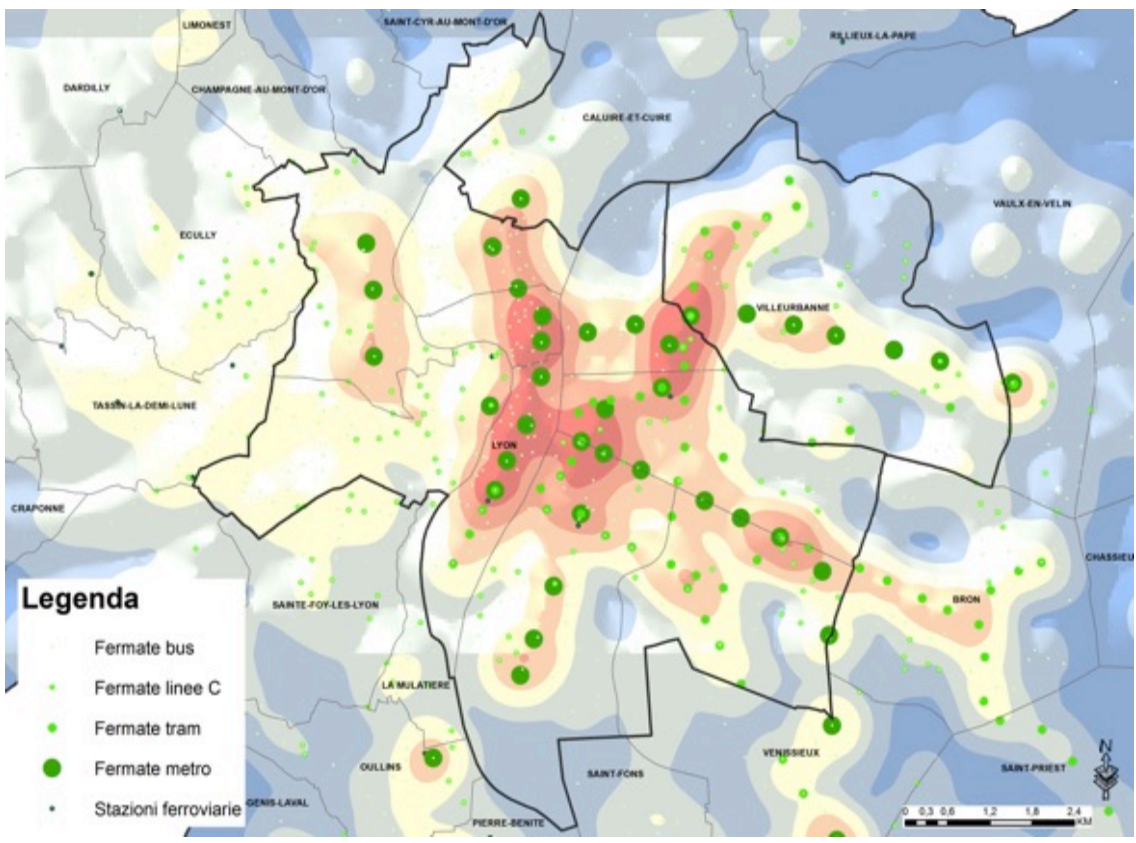 LIMONEST
SAINT-CYR-AU-MONT-D'OR
RILLIEUX-LA-PAPE
DARDILLY
CHAMPAGNE-AU-MONT-D'OR
CALUIRE-ET-CUIRE
VAULX-EN-VELIN
ECULLY
VILLEURBANNE
TASSIN-LA-DEMI-LUNE
LYON
CRAPONNE
CHASSIEU
BRON
SAINTE-FOY-LES-LYON
LA MULATIERE
VENISSIEUX
OULLINS
SAINT-FONS
SAINT-PRIEST
-GENIS-LAVAL
PIERRE-BENITE
Legenda
Fermate bus
Fermate linee C
Fermate tram
Fermate metro
Stazioni ferroviarie
N
0 0,3 0,6 1,2 1,8 2,4
KM